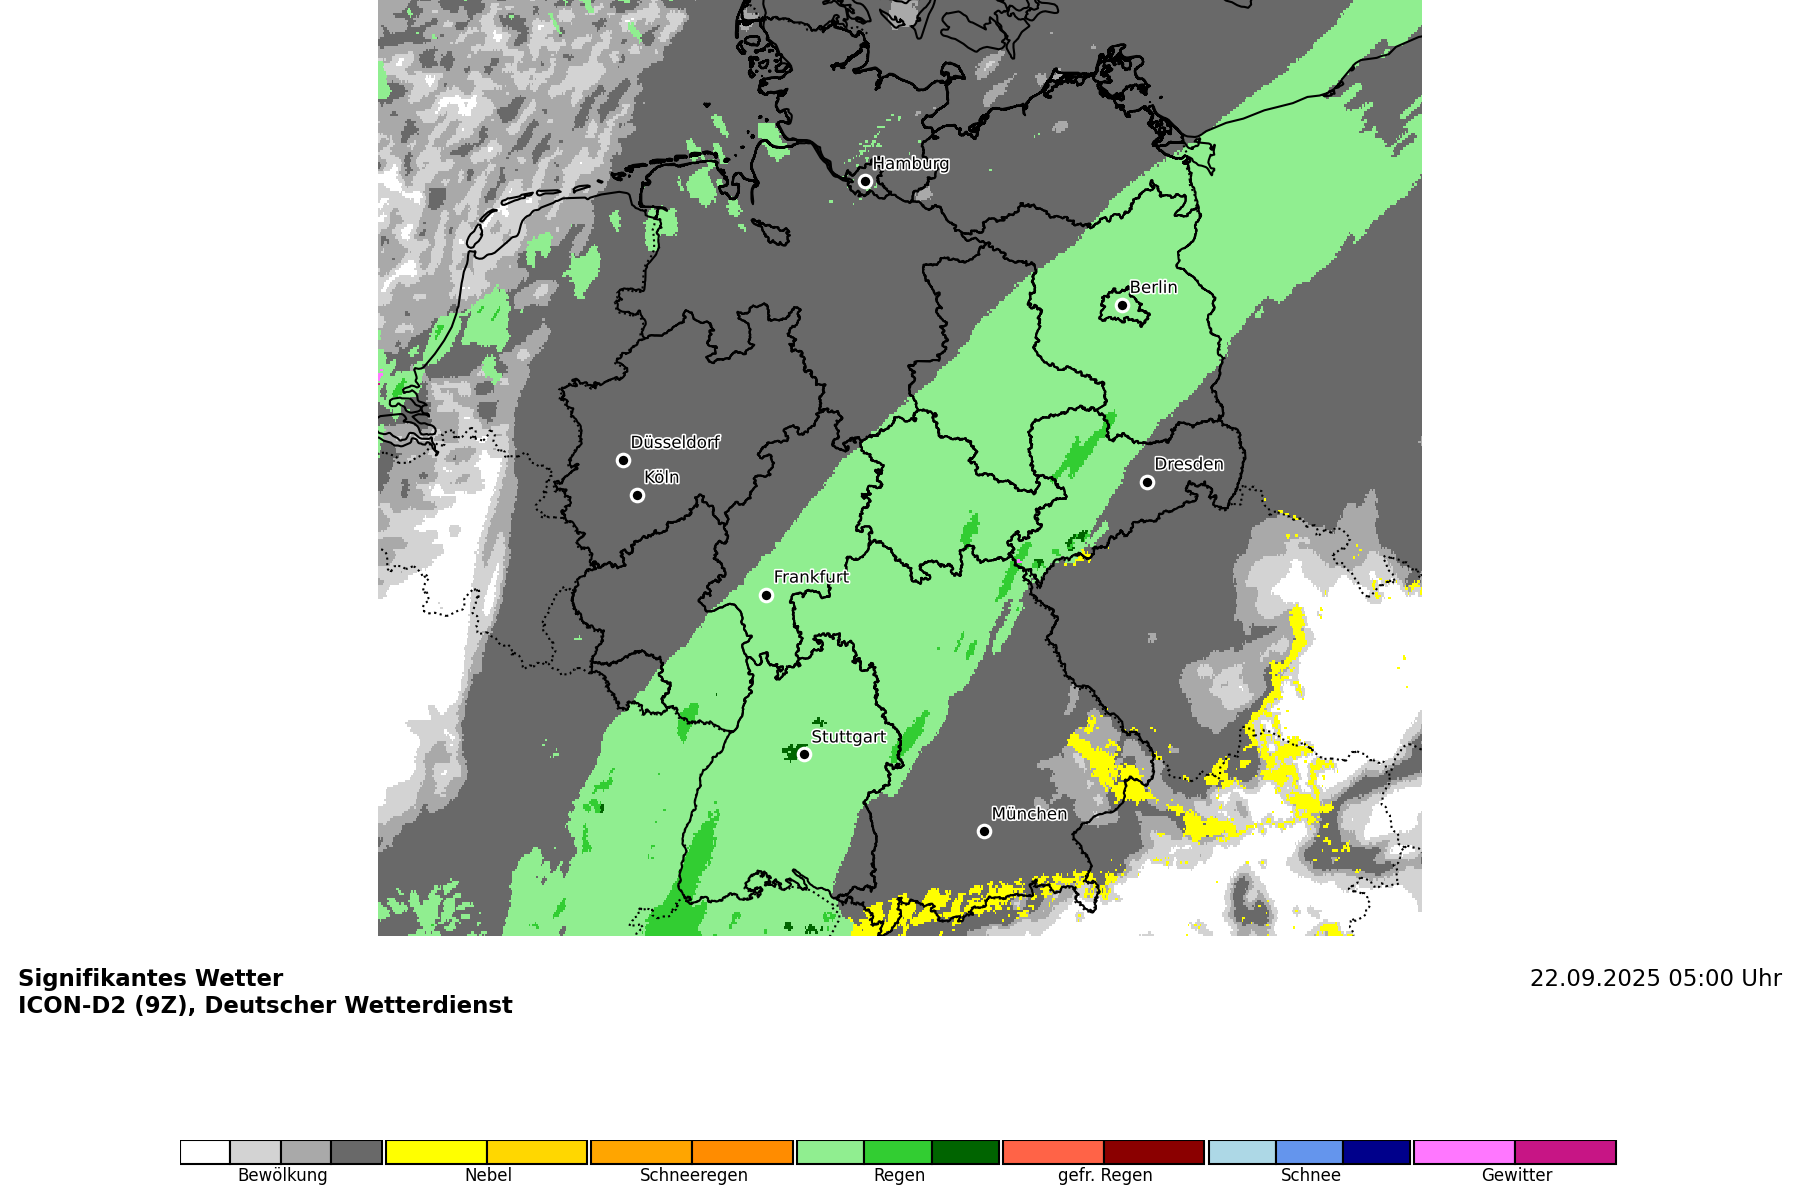 Hamburg
Berlin
Düsseldorf
Köln
Dresden
Frankfurt
Stuttgart
München
Signifikantes Wetter
22.09.2025 05:00 Uhr
ICON-D2 (9Z), Deutscher Wetterdienst
Bewölkung
Nebel
Schneeregen
Regen
gefr. Regen
Schnee
Gewitter